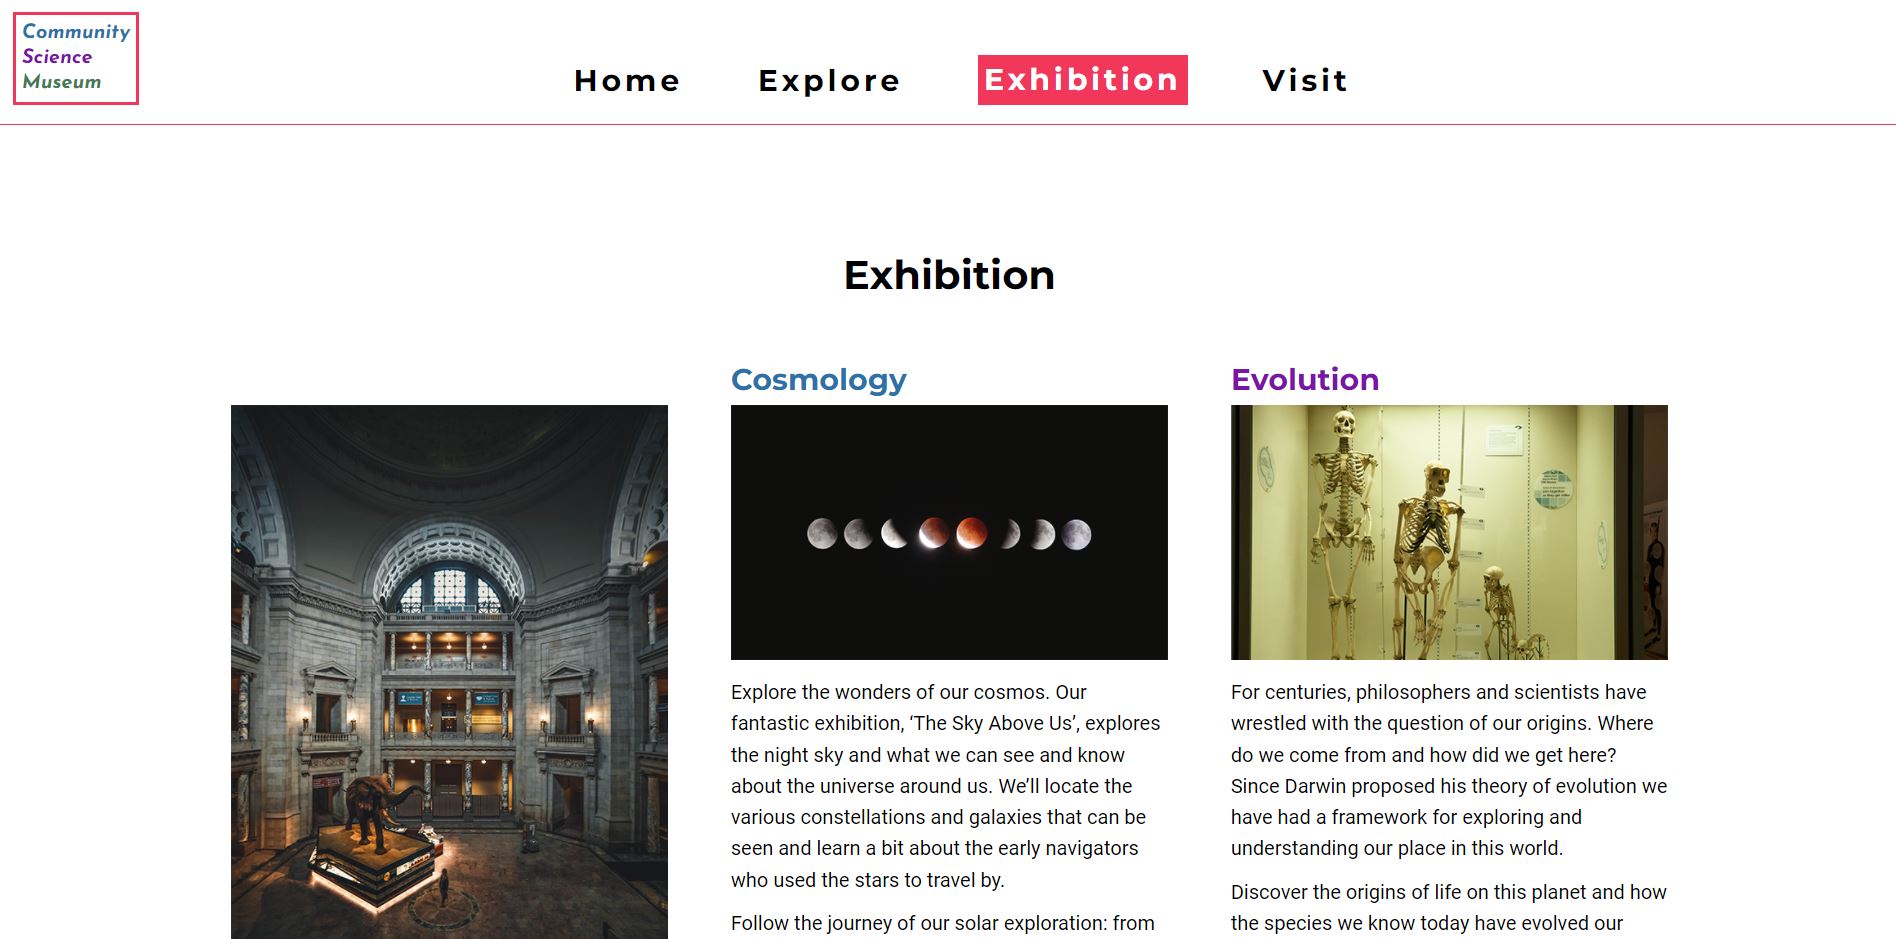 Community
Science
Museum
Home Explore Exhibition Visit
Exhibition
Cosmology
Explore the wonders of our cosmos. Our
fantastic exhibition, ‘The Sky Above Us’, explores
the night sky and what we can see and know
about the universe around us. We’ll locate the
various constellations and galaxies that can be
seen and learn a bit about the early navigators
who used the stars to travel by.
Follow the journey of our solar exploration: from
Evolution
For centuries, philosophers and scientists have
wrestled with the question of our origins. Where
do we come from and how did we get here?
Since Darwin proposed his theory of evolution we
have had a framework for exploring and
understanding our place in this world.
Discover the origins of life on this planet and how
the species we know today have evolved our